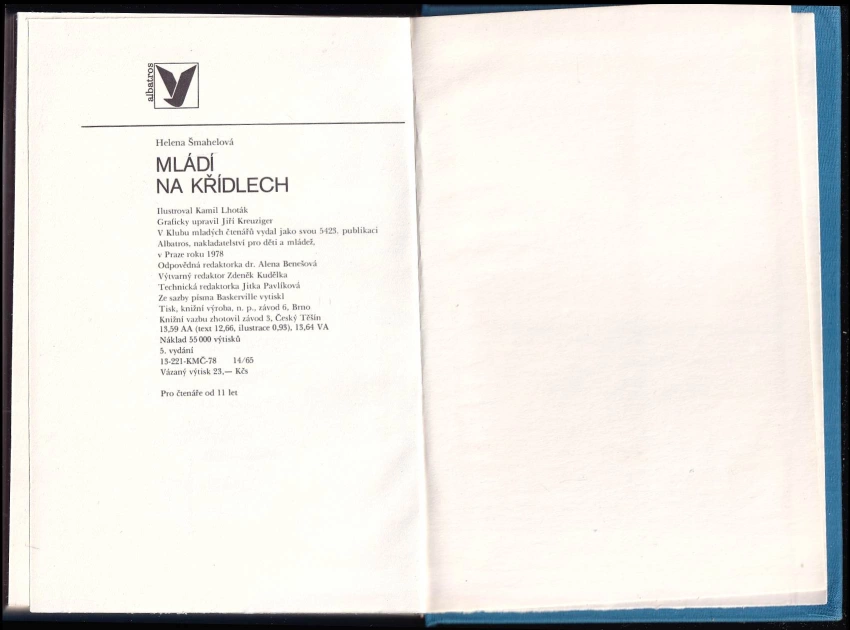 albatros
Helena Šmahelová
MLÁDÍ
NA KŘÍDLECH
Ilustroval Kamil Lhoták
Graficky upravil Jiří Kreuziger
V Klubu mladých čtenářů vydal jako svou 5423. publikaci
Albatros, nakladatelství pro děti a mládež,
v Praze roku 1978
Odpovědná redaktorka dr. Alena Benešová
Výtvarný redaktor Zdeněk Kudělka
Technická redaktorka Jitka Pavlíková
Ze sazby písma Baskerville vytiskl
Tisk, knižní výroba, n. p., závod 6, Brno
Knižní vazbu zhotovil závod 3, Český Těšín
13,59 AA (text 12,66, ilustrace 0,93), 13,64 VA
Náklad 55 000 výtisků
5. vydání
13-221-KMČ-78 14/65
Vázaný výtisk 23,— Kčs
Pro čtenáře od 11 let